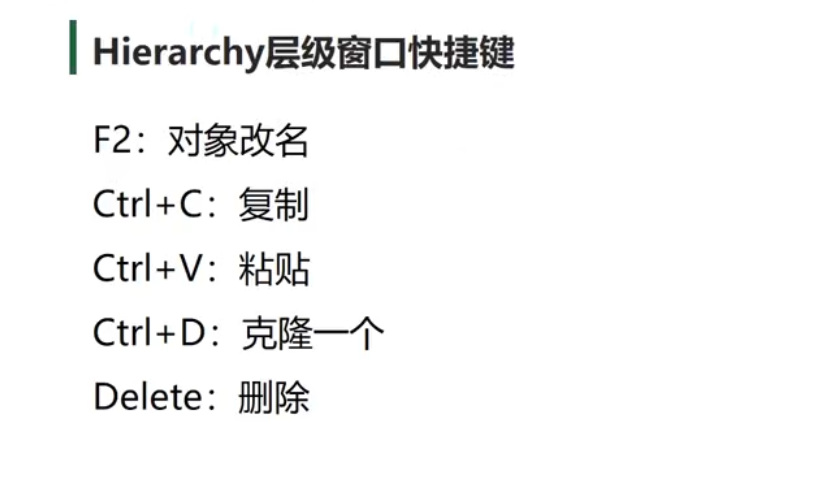 Hierarchy层级窗口快捷键
F2：对象改名
Ctrl+C：复制
Ctrl+V：粘贴
Ctrl+D：克隆一个
Delete：删除